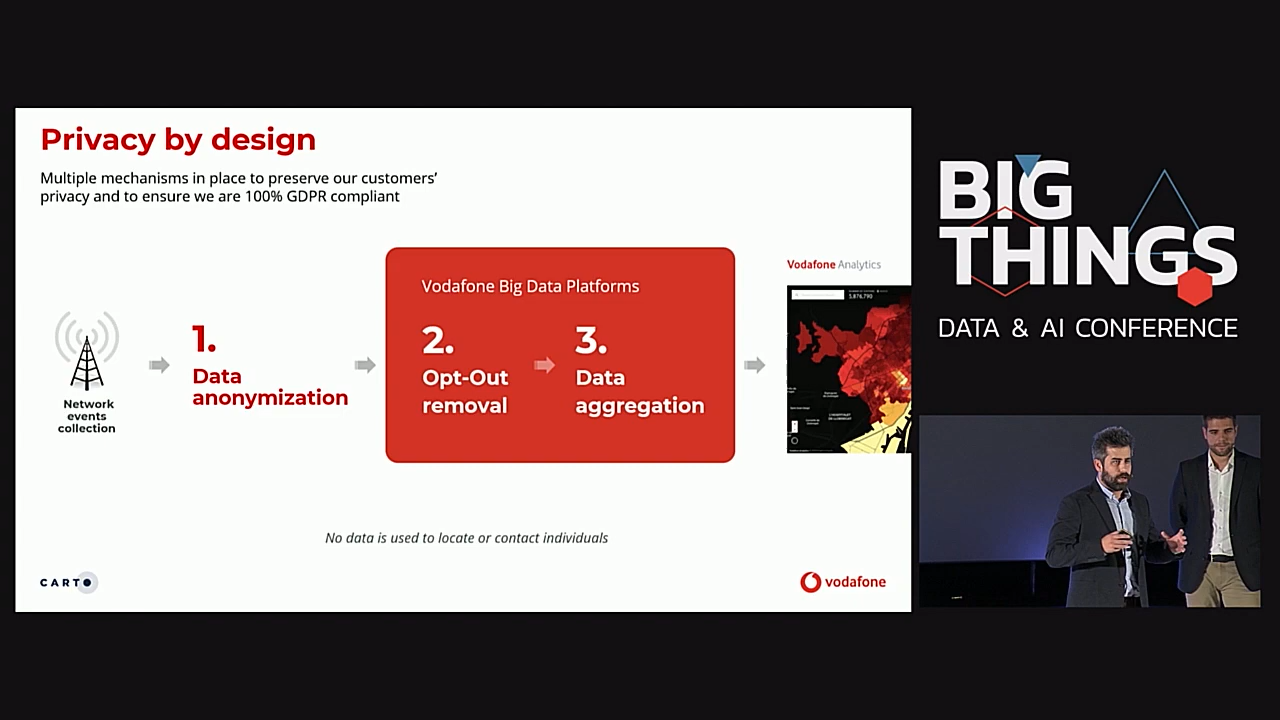 Privacy by design
Multiple mechanisms in place to preserve our customers'
privacy and to ensure we are 100% GDPR compliant
Network
events
collection
1.
Data
anonymization
Vodafone Big Data Platforms
2.
Opt-Out
removal
3.
Data
aggregation
Vodafone Analytics
No data is used to locate or contact individuals
CARTO
vodafone
BIG
THINGS
DATA & AI CONFERENCE